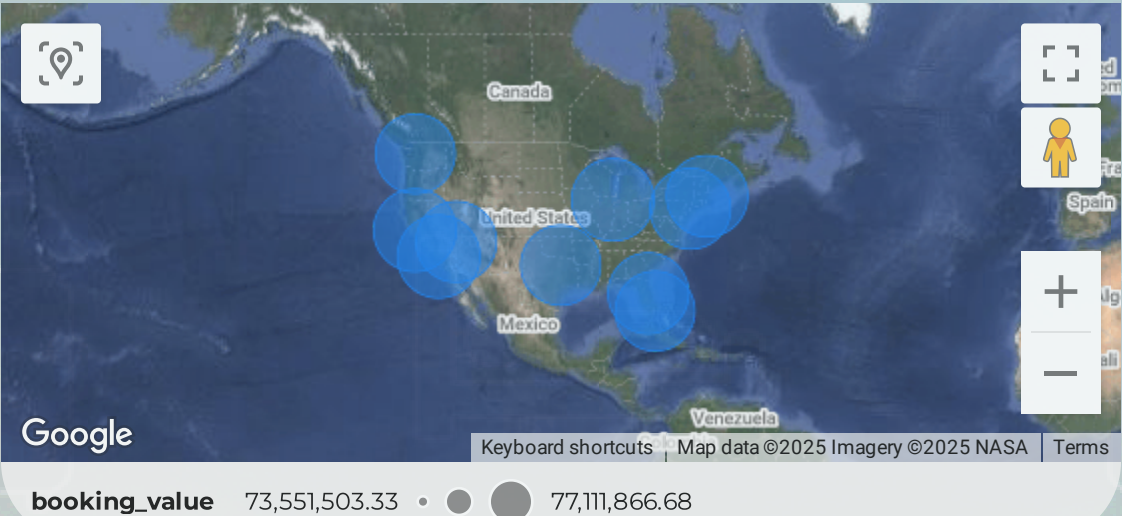 Canada
United States
Spain
Mexico
Venezuela
Google
Keyboard shortcuts
Map data ©2025 Imagery ©2025 NASA
Terms
booking_value 73,551,503.33 77,111,866.68